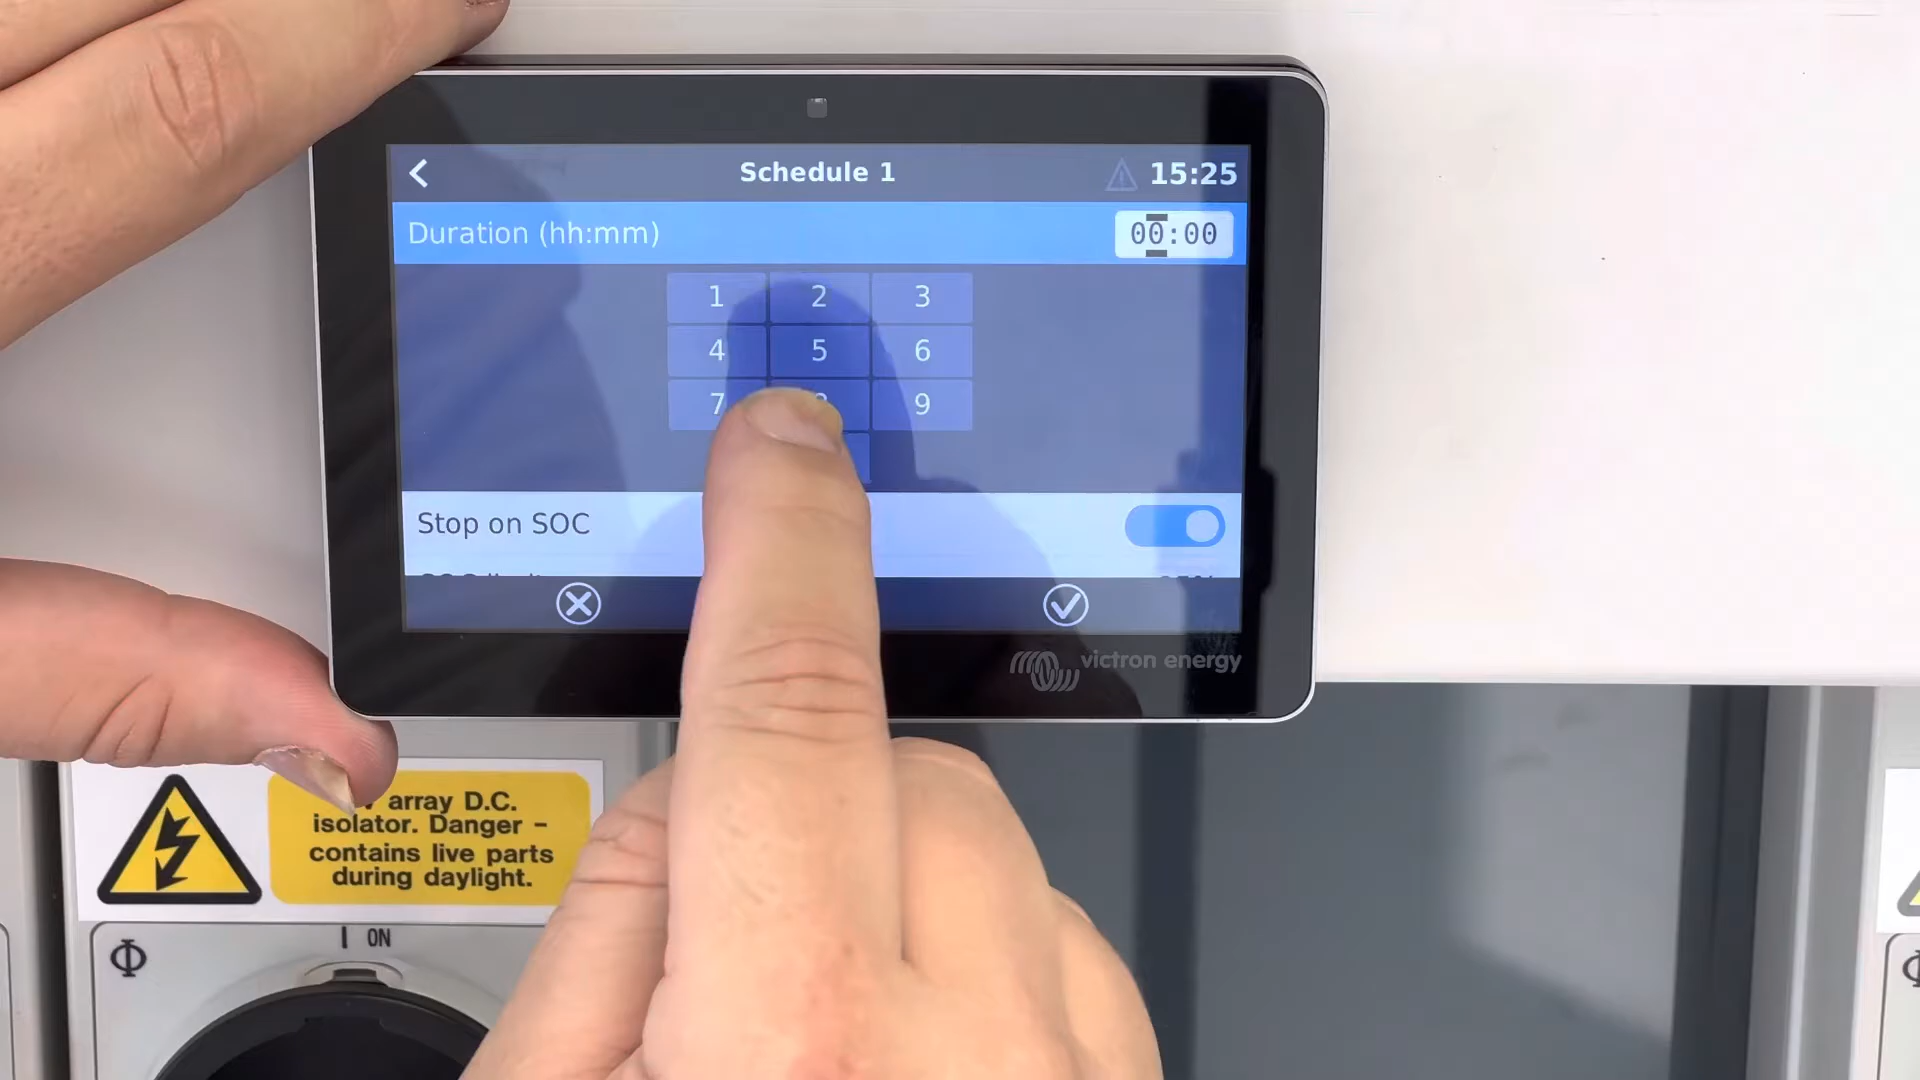 Schedule 1
15:25
Duration (hh:mm)
00:00
1 2 3
4 5 6
7 8 9
Stop on SOC
victron energy
array D.C.
isolator. Danger –
contains live parts
during daylight.
I ON